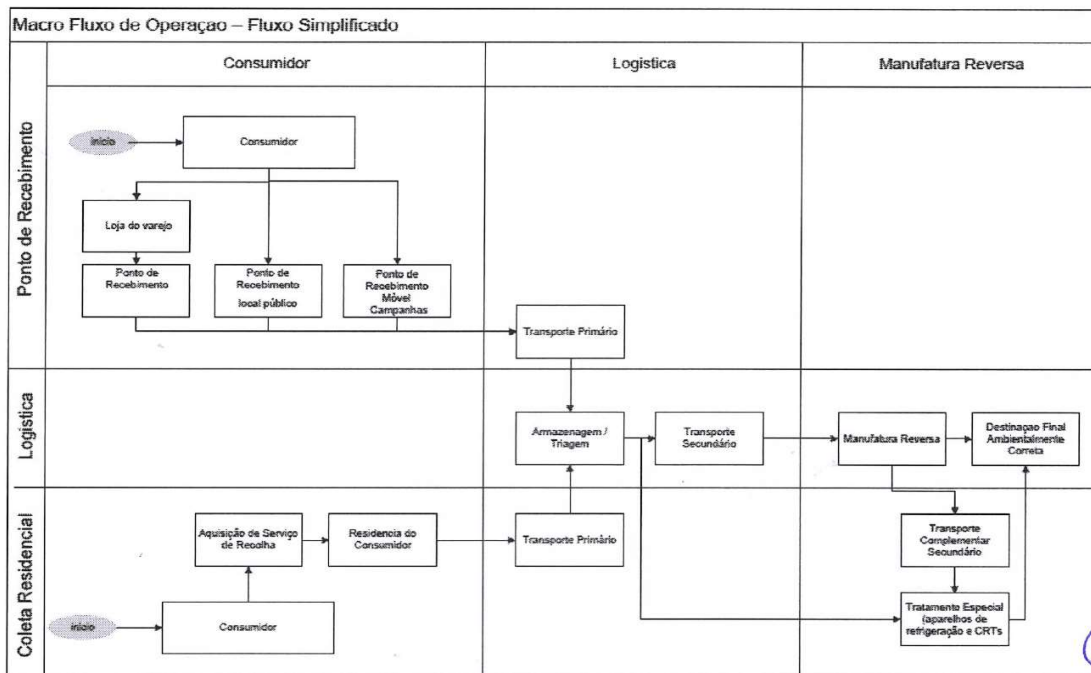 Macro Fluxo de Operaçao – Fluxo Simplificado
Consumidor
Logistica
Manufatura Reversa
Ponto de Recebimento
início
Consumidor
Loja do varejo
Ponto de
Recebimento
Ponto de
Recebimento
local público
Ponto de
Recebimento
Móvel
Campanhas
Transporte Primário
Logistica
Armazenagem /
Triagem
Transporte
Secundário
Manufatura Reversa
Destinaçao Final
Ambientalmente
Correta
Coleta Residencial
Aquisição de Serviço
de Recolha
Residencia do
Consumidor
Transporte Primário
Transporte
Complementar
Secundário
início
Consumidor
Tratamento Especial
(aparelhos de
refrigeração e CRTs